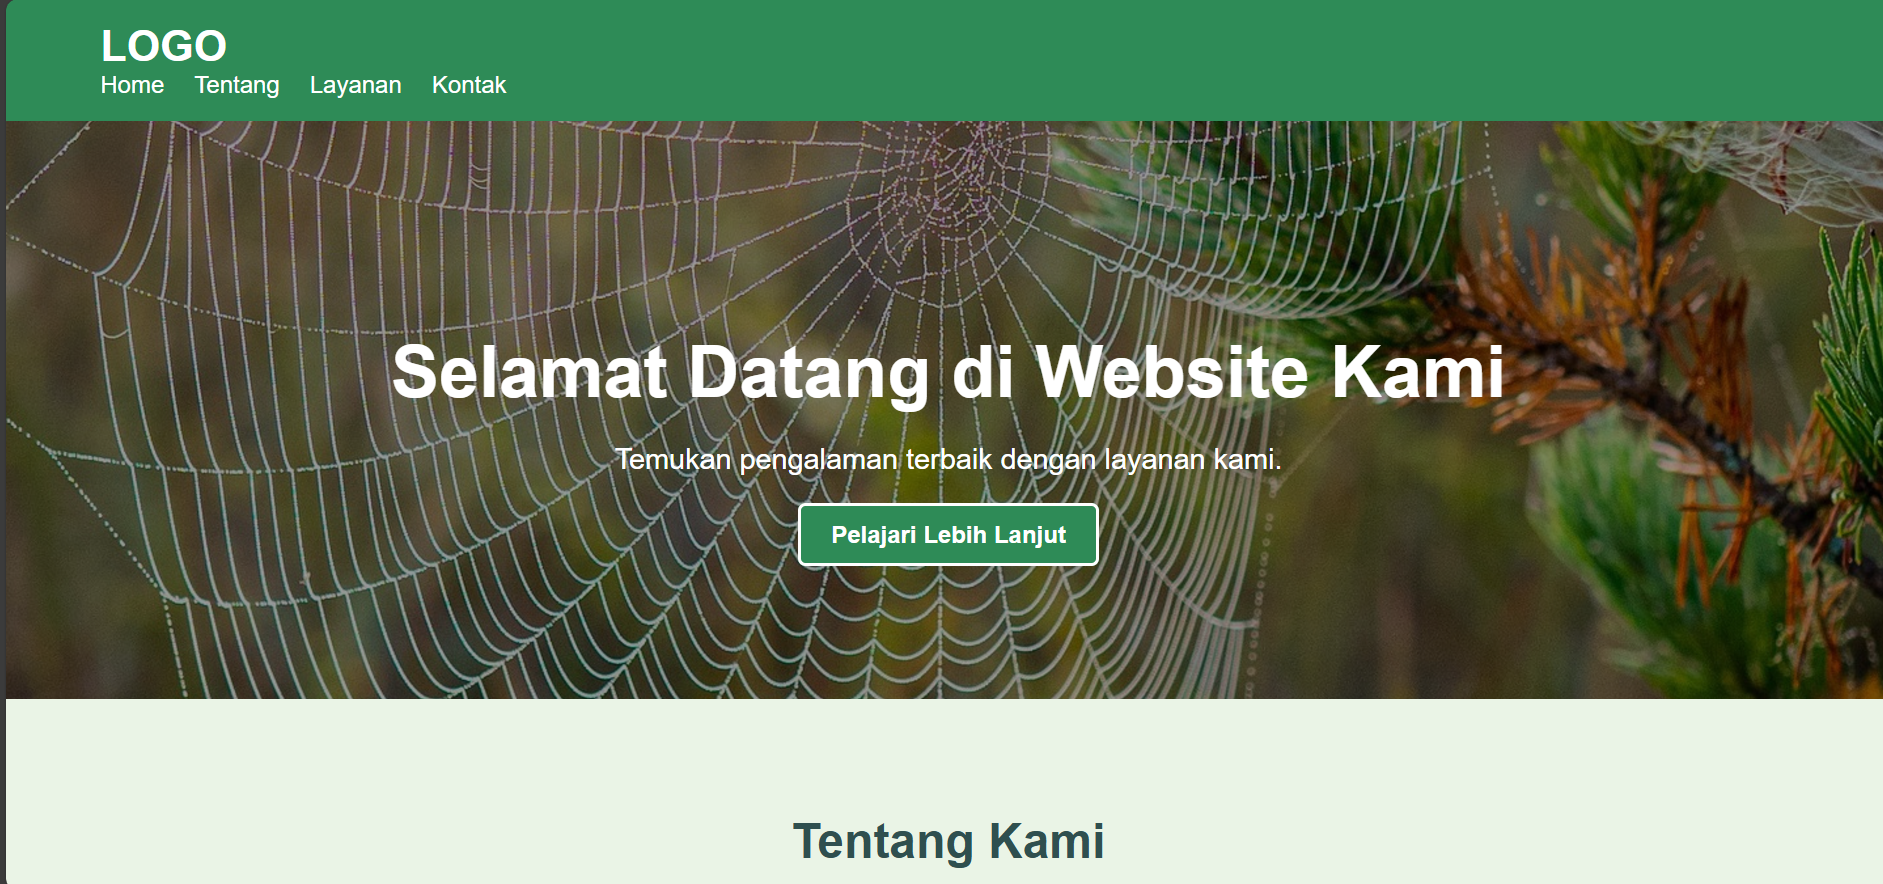 LOGO
Home Tentang Layanan Kontak
Selamat Datang di Website Kami
Temukan pengalaman terbaik dengan layanan kami.
Pelajari Lebih Lanjut
Tentang Kami